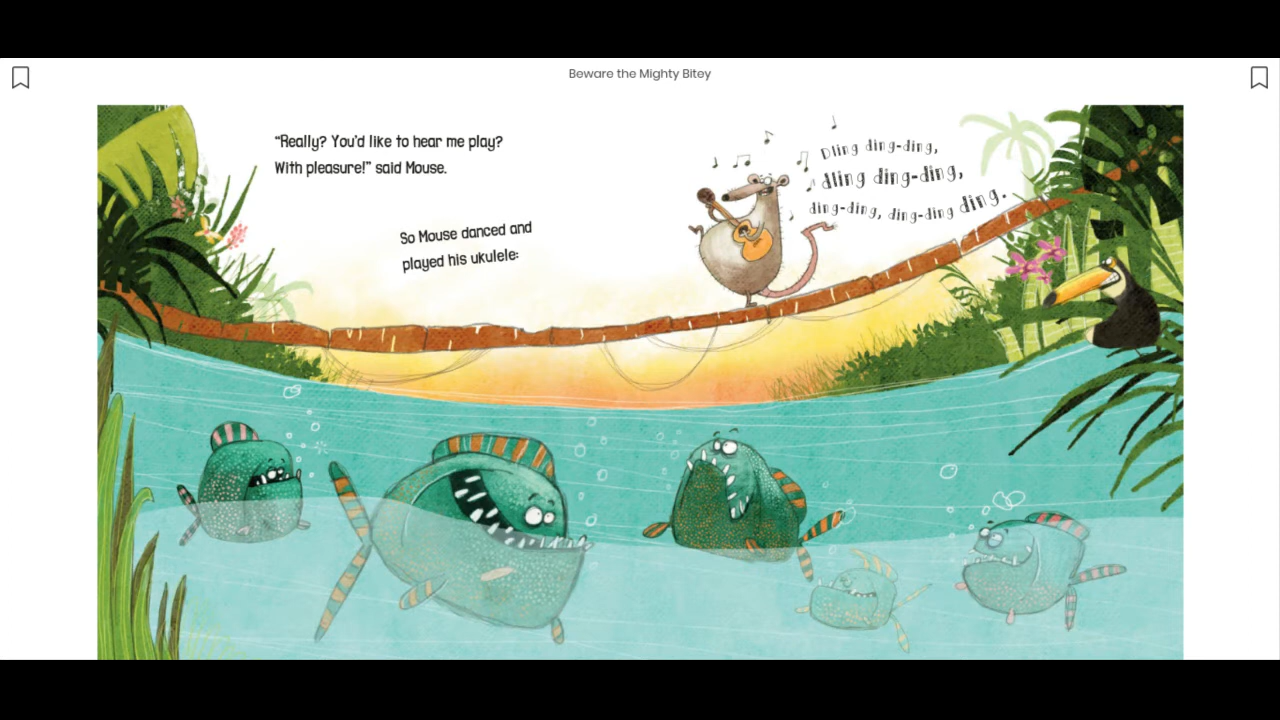 Beware the Mighty Bitey
“Really? You’d like to hear me play?
With pleasure!” said Mouse.
So Mouse danced and
played his ukulele:
Dling ding-ding,
dling ding-ding,
ding-ding, ding-ding ding.